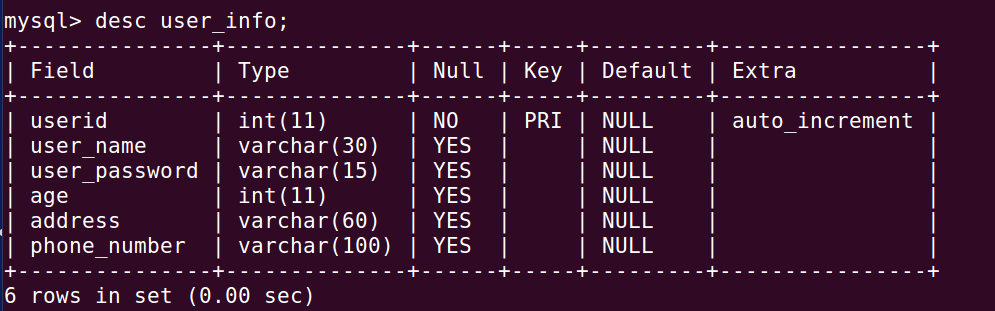 mysql> desc user_info;
+---------------+--------------+------+-----+---------+----------------+
| Field         | Type         | Null | Key | Default | Extra          |
+---------------+--------------+------+-----+---------+----------------+
| userid        | int(11)      | NO   | PRI | NULL    | auto_increment |
| user_name     | varchar(30)  | YES  |     | NULL    |                |
| user_password | varchar(15)  | YES  |     | NULL    |                |
| age           | int(11)      | YES  |     | NULL    |                |
| address       | varchar(60)  | YES  |     | NULL    |                |
| phone_number  | varchar(100) | YES  |     | NULL    |                |
+---------------+--------------+------+-----+---------+----------------+
6 rows in set (0.00 sec)